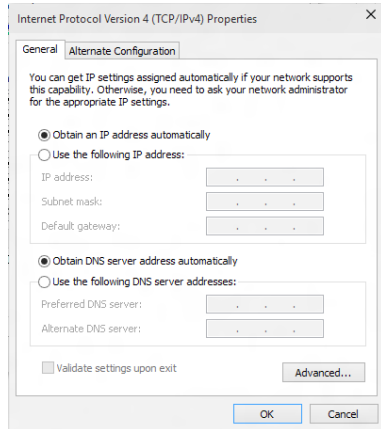 Internet Protocol Version 4 (TCP/IPv4) Properties
General
Alternate Configuration
You can get IP settings assigned automatically if your network supports
this capability. Otherwise, you need to ask your network administrator
for the appropriate IP settings.
Obtain an IP address automatically
Use the following IP address:
IP address:
Subnet mask:
Default gateway:
Obtain DNS server address automatically
Use the following DNS server addresses:
Preferred DNS server:
Alternate DNS server:
Validate settings upon exit
Advanced...
OK
Cancel